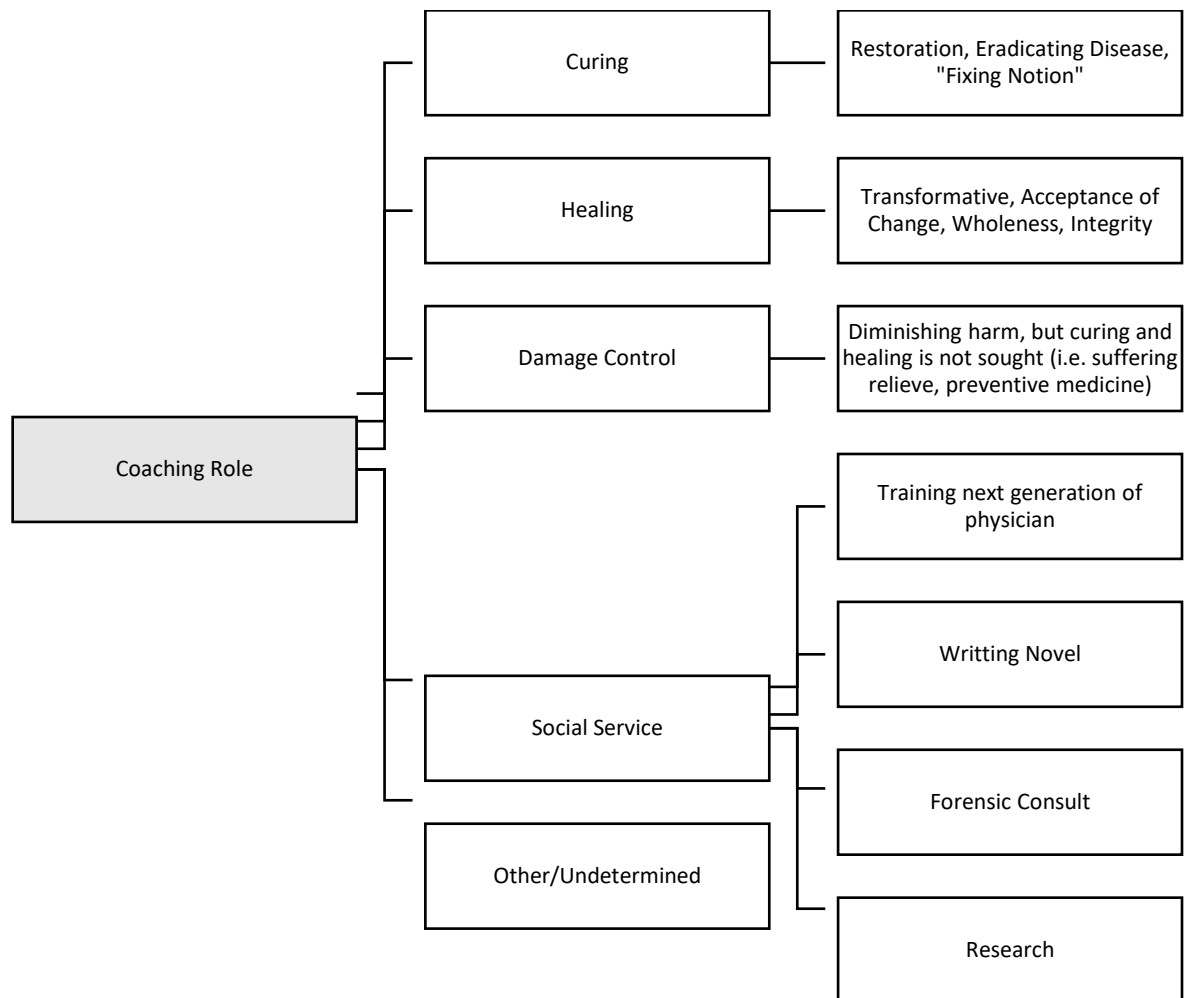 Curing
Restoration, Eradicating Disease,
"Fixing Notion"
Healing
Transformative, Acceptance of
Change, Wholeness, Integrity
Damage Control
Diminishing harm, but curing and
healing is not sought (i.e. suffering
relieve, preventive medicine)
Coaching Role
Training next generation of
physician
Writting Novel
Social Service
Forensic Consult
Other/Undetermined
Research